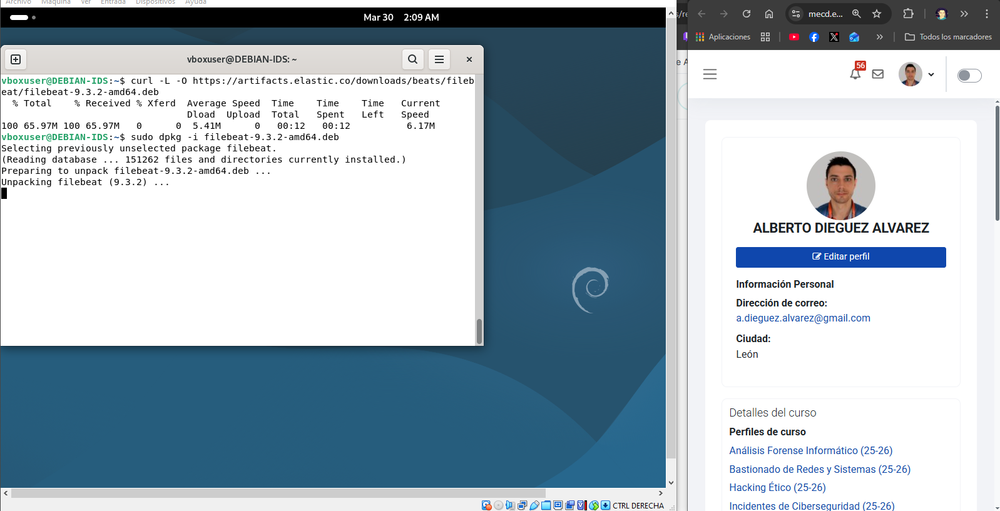 Archivo Máquina Ver Entrada Dispositivos Ayuda
Mar 30 2:09 AM
vboxuser@DEBIAN-IDS: ~
vboxuser@DEBIAN-IDS:~$ curl -L -O https://artifacts.elastic.co/downloads/beats/fileb
eat/filebeat-9.3.2-amd64.deb
% Total % Received % Xferd Average Speed Time Time Time Current
Dload Upload Total Spent Left Speed
100 65.97M 100 65.97M 0 0 5.41M 0 00:12 00:12 6.17M
vboxuser@DEBIAN-IDS:~$ sudo dpkg -i filebeat-9.3.2-amd64.deb
Selecting previously unselected package filebeat.
(Reading database ... 151262 files and directories currently installed.)
Preparing to unpack filebeat-9.3.2-amd64.deb ...
Unpacking filebeat (9.3.2) ...
CTRL DERECHA
s/re
e A
mecd.e...
Aplicaciones
Todos los marcadores
56
ALBERTO DIEGUEZ ALVAREZ
Editar perfil
Información Personal
Dirección de correo:
a.dieguez.alvarez@gmail.com
Ciudad:
León
Detalles del curso
Perfiles de curso
Análisis Forense Informático (25-26)
Bastionado de Redes y Sistemas (25-26)
Hacking Ético (25-26)
Incidentes de Ciberseguridad (25-26)